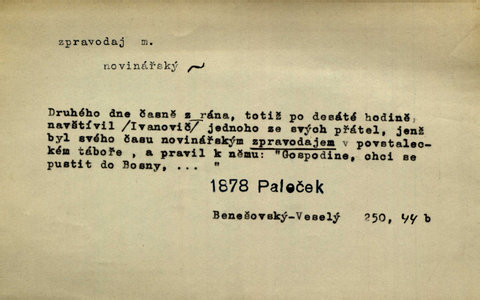 zpravodaj m.
novinářský ~
Druhého dne časně z rána, totiž po desáté hodině,
navětívil /Ivanovič/ jednoho ze svých přátel, jenž
byl svého času novinářským zpravodajem v povstalec-
kém táboře , a pravil k němu: "Gospodine, chci se
pustit do Bosny, ... "
1878 Paleček
Benešovský-Veselý 250, 44 b